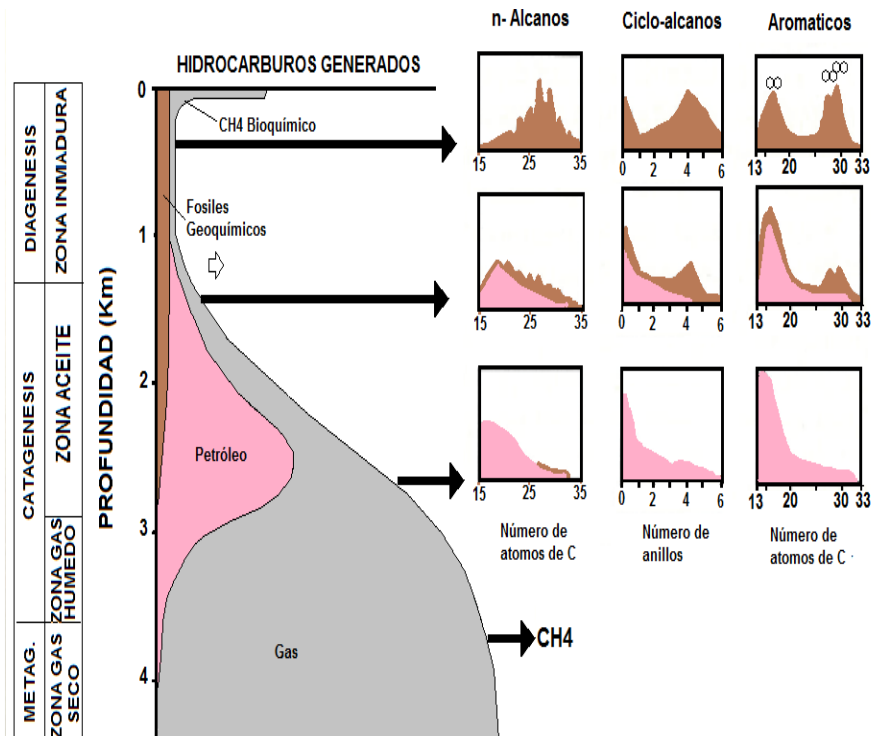 n- Alcanos
Ciclo-alcanos
Aromaticos
HIDROCARBUROS GENERADOS
DIAGENESIS
ZONA INMADURA
CATAGENESIS
ZONA ACEITE
ZONA GAS
HUMEDO
METAG.
ZONA GAS
SECO
PROFUNDIDAD (Km)
0
1
2
3
4
CH4 Bioquímico
Fosiles
Geoquímicos
Petróleo
Gas
CH4
15 25 35
0 2 4 6
13 20 30 33
15 25 35
0 2 4 6
13 20 30 33
15 25 35
0 2 4 6
13 20 30 33
Número de
atomos de C
Número de
anillos
Número de
atomos de C